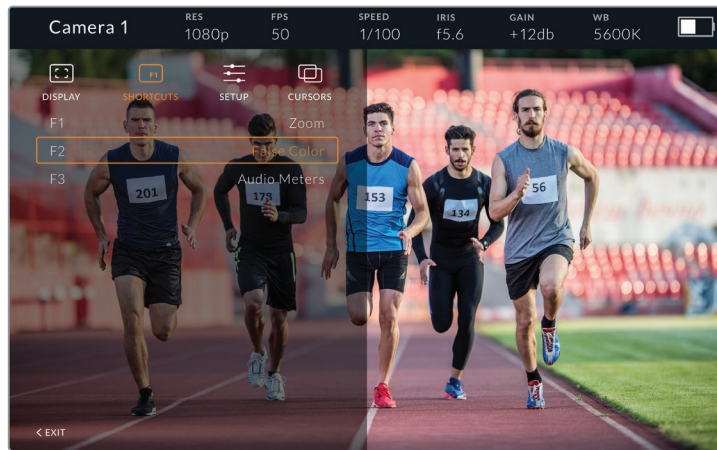 Camera 1
RES
1080p
FPS
50
SPEED
1/100
IRIS
f5.6
GAIN
+12db
WB
5600K
DISPLAY
F1
SHORTCUTS
SETUP
CURSORS
F1 Zoom
F2 False Color
F3 Audio Meters
201
178
153
134
56
< EXIT